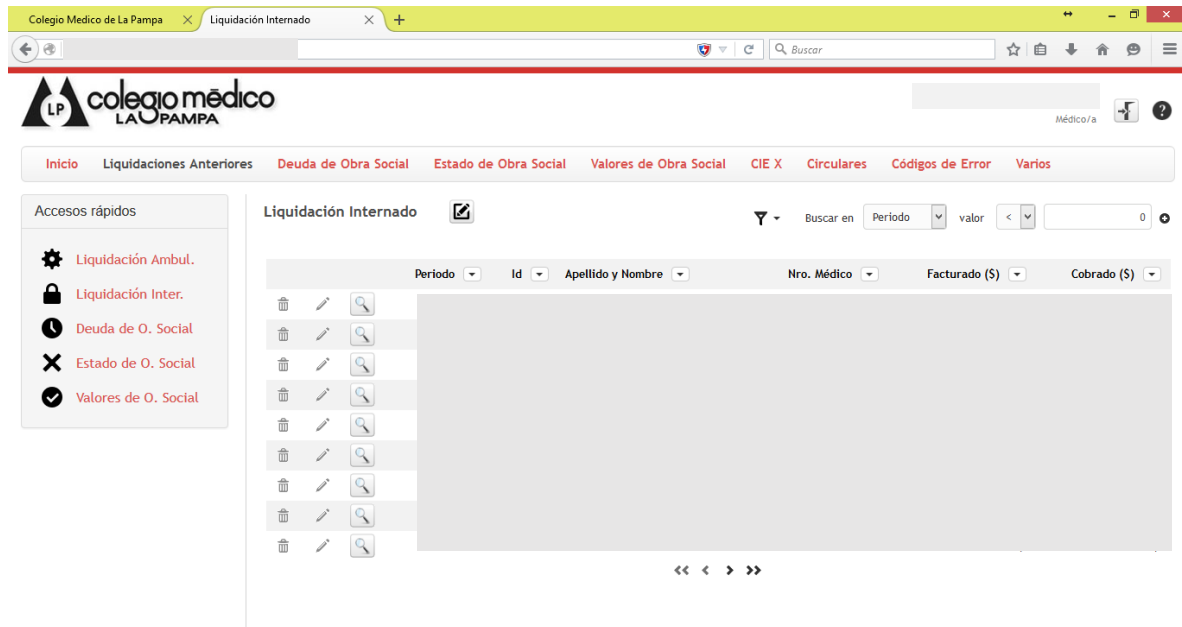 Colegio Medico de La Pampa
Liquidación Internado
Buscar
LP colegio médico
LA PAMPA
Médico/a
Inicio Liquidaciones Anteriores Deuda de Obra Social Estado de Obra Social Valores de Obra Social CIE X Circulares Códigos de Error Varios
Accesos rápidos
Liquidación Ambul.
Liquidación Inter.
Deuda de O. Social
Estado de O. Social
Valores de O. Social
Liquidación Internado
Buscar en Periodo valor < 0
Periodo Id Apellido y Nombre Nro. Médico Facturado ($) Cobrado ($)